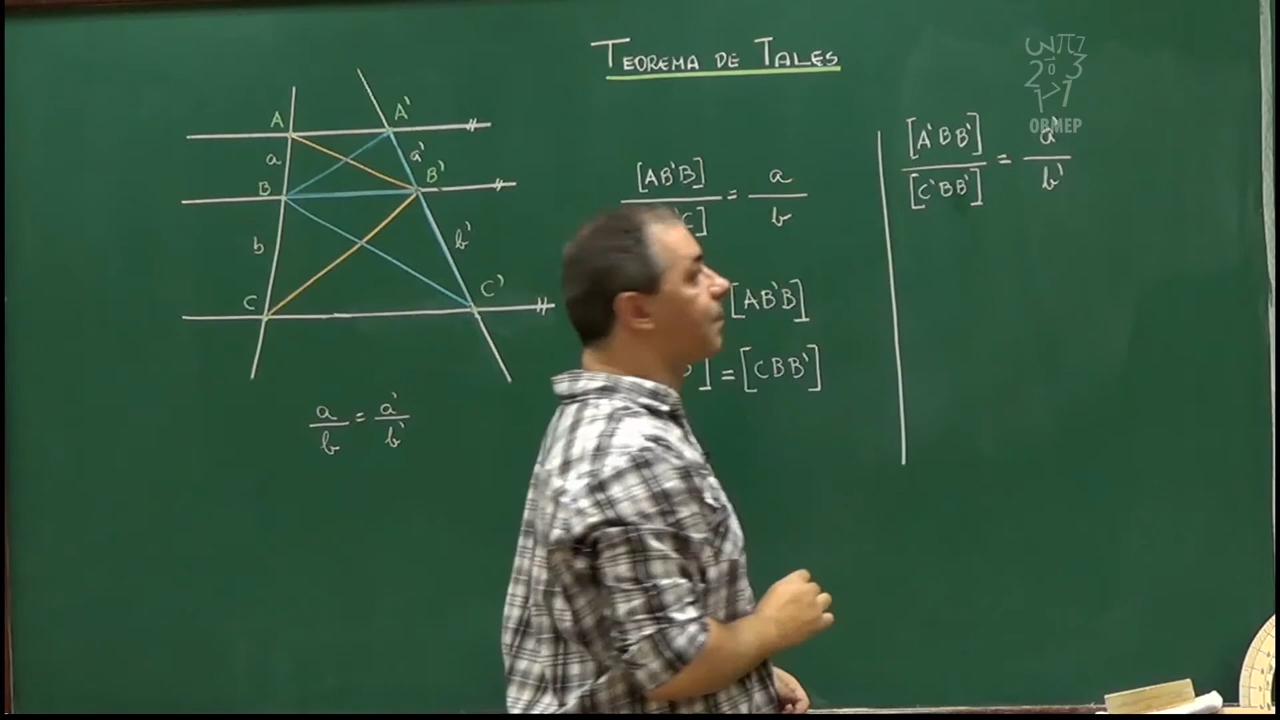 TEOREMA DE TALES
A
A'
a
a'
B
B'
b
b'
C
C'
a/b = a'/b'
[AB'B]/C] = a/b
[AB'B]
] = [CBB']
[A'BB']/[C'BB'] = a'/b'
OBMEP